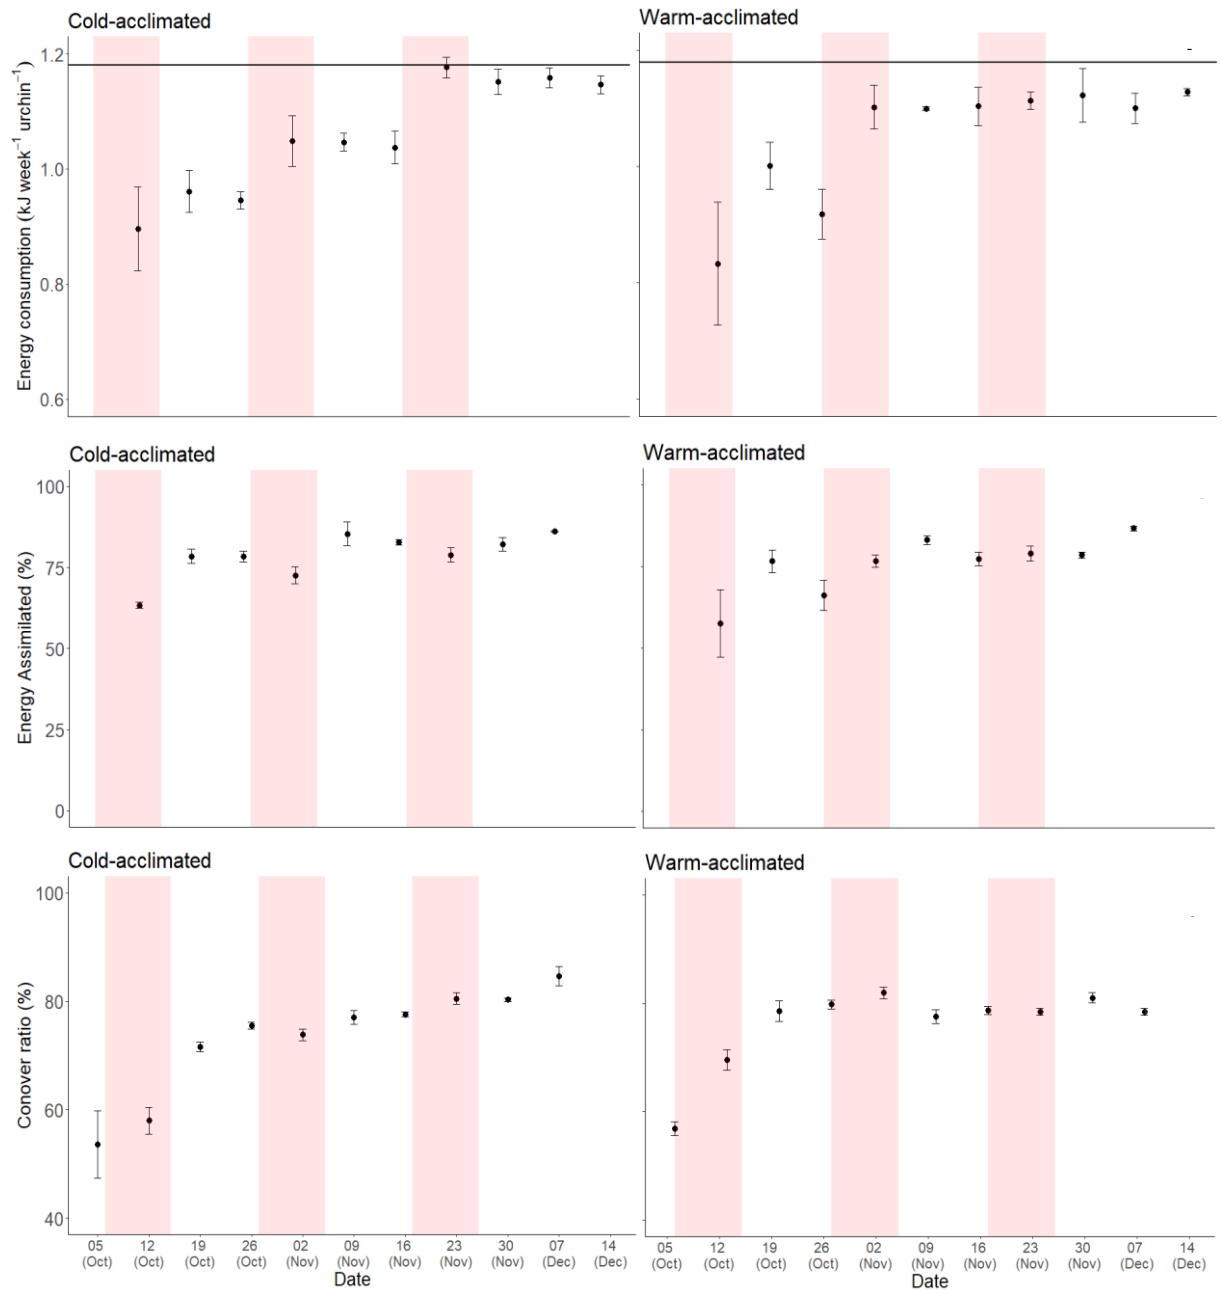 Cold-acclimated
Warm-acclimated
Energy consumption (kJ week⁻¹ urchin⁻¹)
1.2
1.0
0.8
0.6
Cold-acclimated
Warm-acclimated
Energy Assimilated (%)
100
75
50
25
0
Cold-acclimated
Warm-acclimated
Conover ratio (%)
100
80
60
40
05 12 19 26 02 09 16 23 30 07 14
(Oct) (Oct) (Oct) (Oct) (Nov) (Nov) (Nov) (Nov) (Nov) (Dec) (Dec)
Date
05 12 19 26 02 09 16 23 30 07 14
(Oct) (Oct) (Oct) (Oct) (Nov) (Nov) (Nov) (Nov) (Nov) (Dec) (Dec)
Date